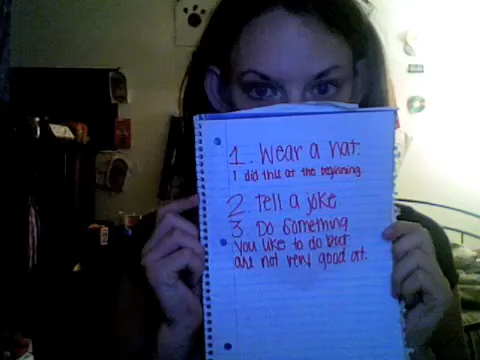 1. Wear a hat.
I did this at the beginning.
2. Tell a joke
3. Do something
you like to do but
are not very good at.